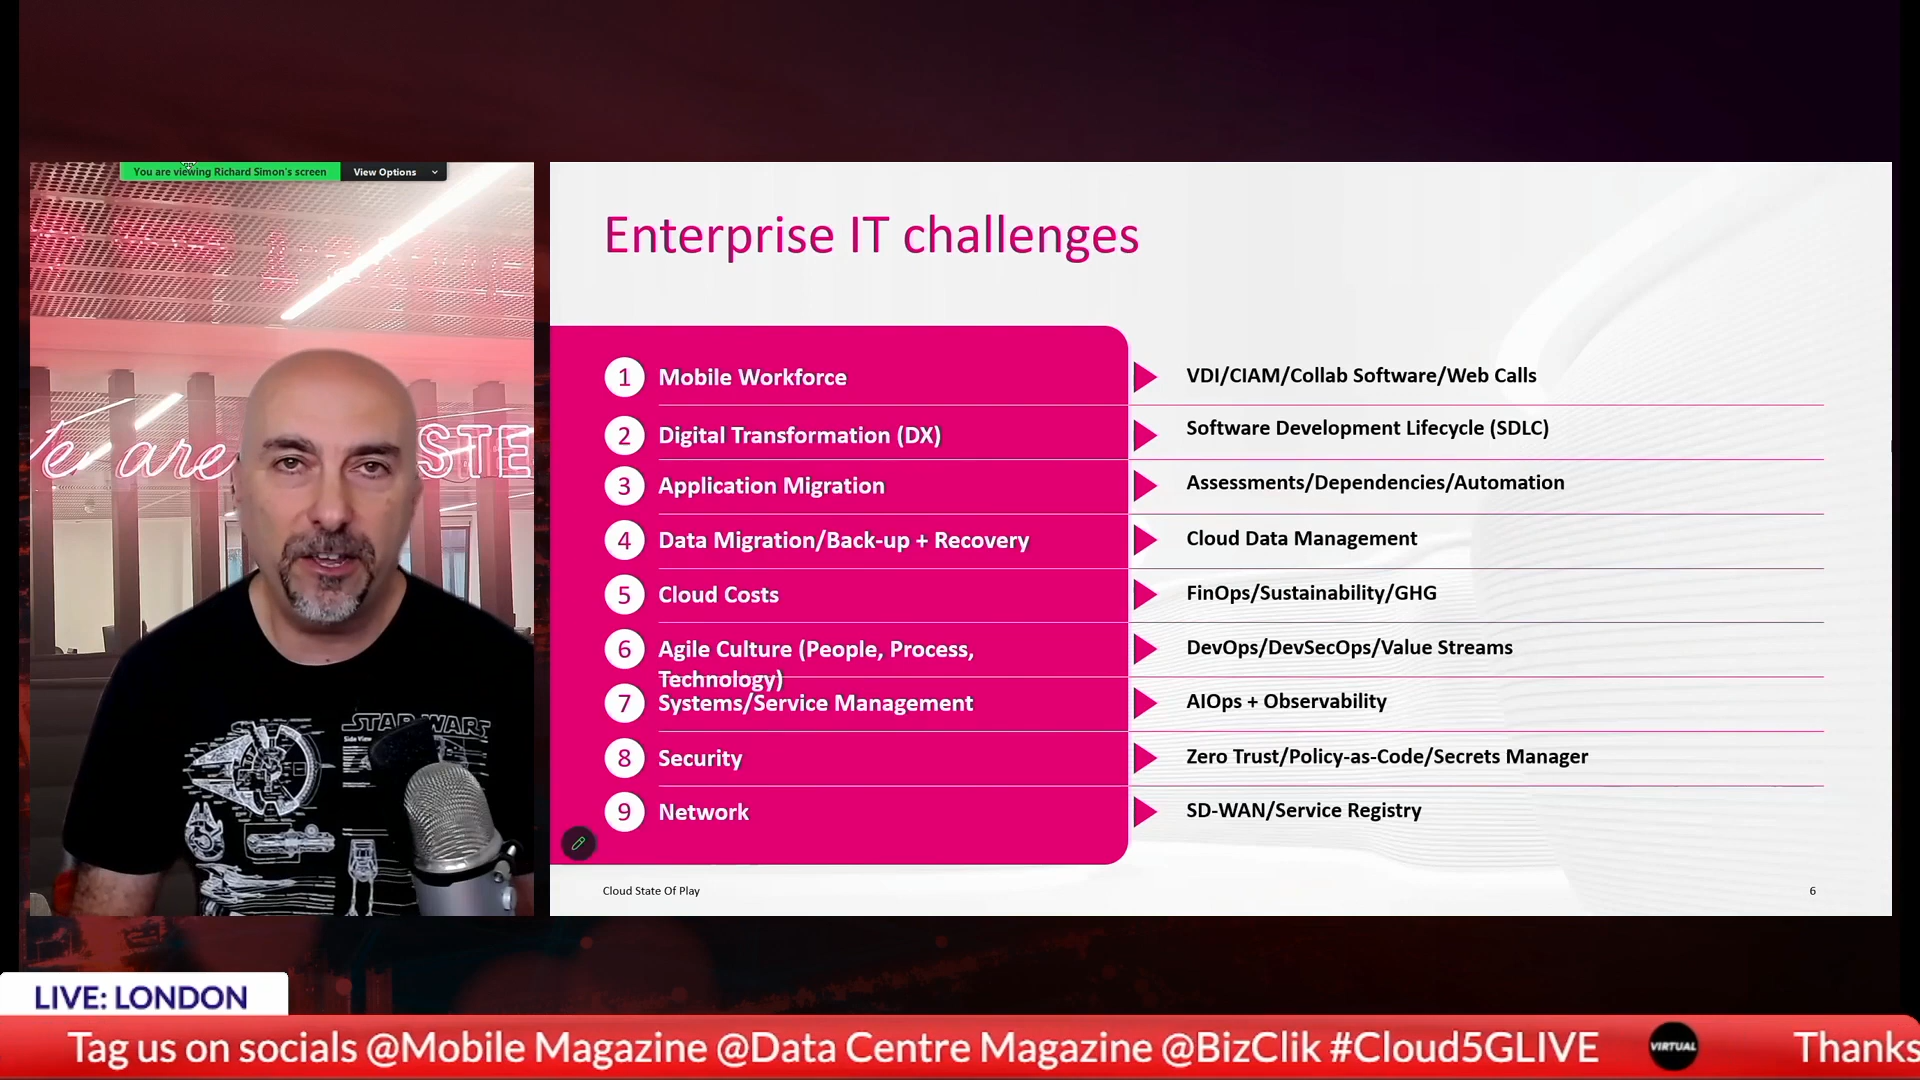 You are viewing Richard Simon's screen
View Options
We are
STE
STAR WARS
Side View
Enterprise IT challenges
1 Mobile Workforce
VDI/CIAM/Collab Software/Web Calls
2 Digital Transformation (DX)
Software Development Lifecycle (SDLC)
3 Application Migration
Assessments/Dependencies/Automation
4 Data Migration/Back-up + Recovery
Cloud Data Management
5 Cloud Costs
FinOps/Sustainability/GHG
6 Agile Culture (People, Process,
Technology)
DevOps/DevSecOps/Value Streams
7 Systems/Service Management
AIOps + Observability
8 Security
Zero Trust/Policy-as-Code/Secrets Manager
9 Network
SD-WAN/Service Registry
Cloud State Of Play
6
LIVE: LONDON
Tag us on socials @Mobile Magazine @Data Centre Magazine @BizClik #Cloud5GLIVE
VIRTUAL
Thanks